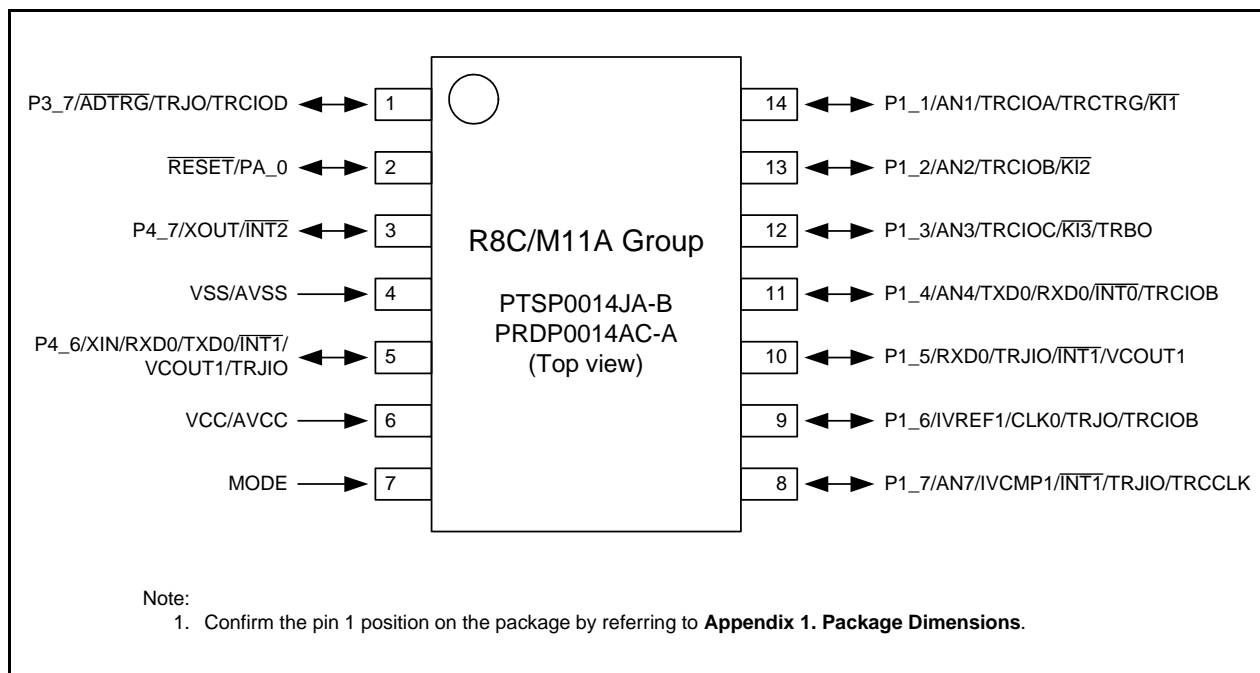 P3_7/ADTRG/TRJO/TRCIOD
1
RESET/PA_0
2
P4_7/XOUT/INT2
3
VSS/AVSS
4
P4_6/XIN/RXD0/TXD0/INT1/
VCOUT1/TRJIO
5
VCC/AVCC
6
MODE
7
R8C/M11A Group
PTSP0014JA-B
PRDP0014AC-A
(Top view)
14
P1_1/AN1/TRCIOA/TRCTRG/KI1
13
P1_2/AN2/TRCIOB/KI2
12
P1_3/AN3/TRCIOC/KI3/TRBO
11
P1_4/AN4/TXD0/RXD0/INT0/TRCIOB
10
P1_5/RXD0/TRJIO/INT1/VCOUT1
9
P1_6/IVREF1/CLK0/TRJO/TRCIOB
8
P1_7/AN7/IVCMP1/INT1/TRJIO/TRCCLK
Note:
1. Confirm the pin 1 position on the package by referring to Appendix 1. Package Dimensions.